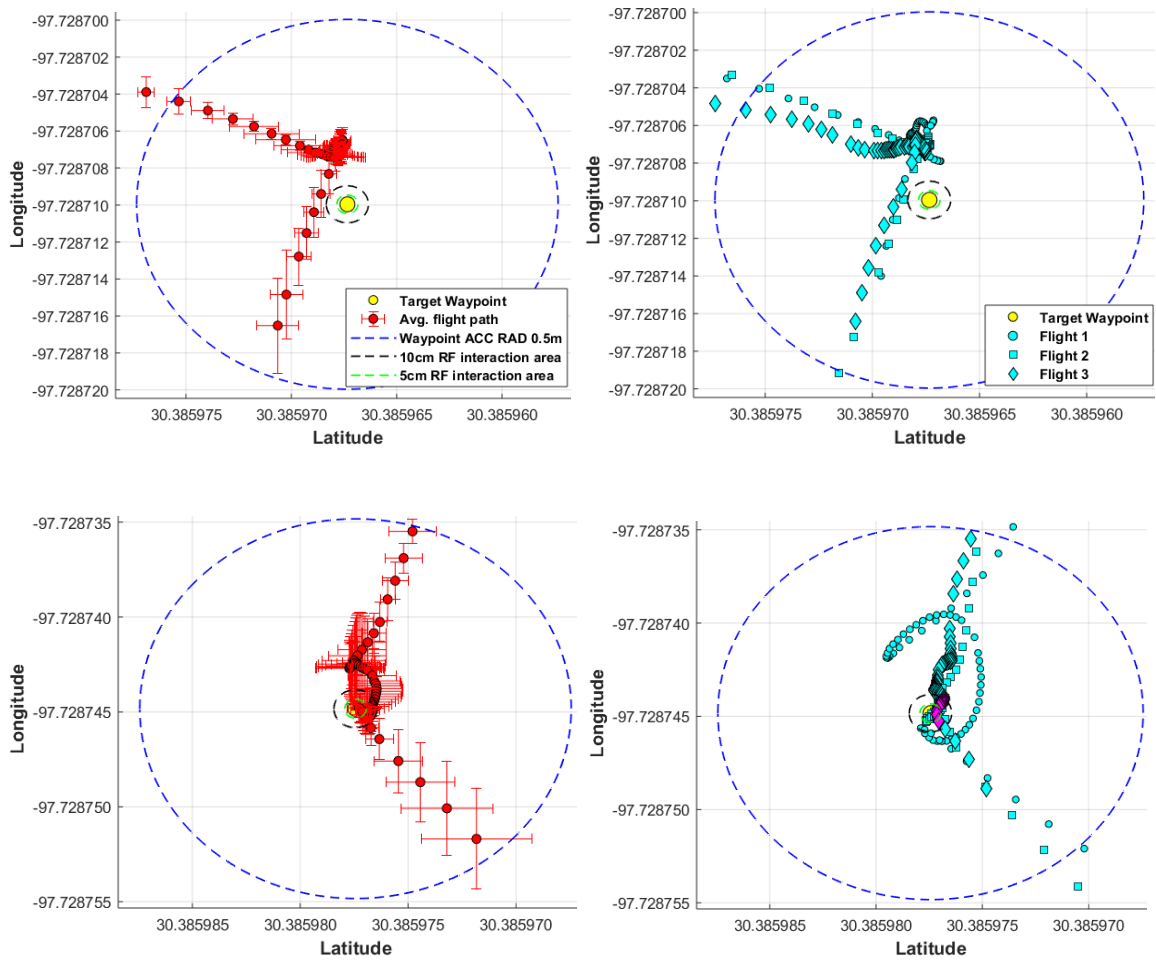 -97.728700
-97.728702
-97.728704
-97.728706
-97.728708
-97.728710
-97.728712
-97.728714
-97.728716
-97.728718
-97.728720
Longitude
30.385975
30.385970
30.385965
30.385960
Latitude
Target Waypoint
Avg. flight path
Waypoint ACC RAD 0.5m
10cm RF interaction area
5cm RF interaction area
-97.728700
-97.728702
-97.728704
-97.728706
-97.728708
-97.728710
-97.728712
-97.728714
-97.728716
-97.728718
-97.728720
Longitude
30.385975
30.385970
30.385965
30.385960
Latitude
Target Waypoint
Flight 1
Flight 2
Flight 3
-97.728735
-97.728740
-97.728745
-97.728750
-97.728755
Longitude
30.385985
30.385980
30.385975
30.385970
Latitude
-97.728735
-97.728740
-97.728745
-97.728750
-97.728755
Longitude
30.385985
30.385980
30.385975
30.385970
Latitude